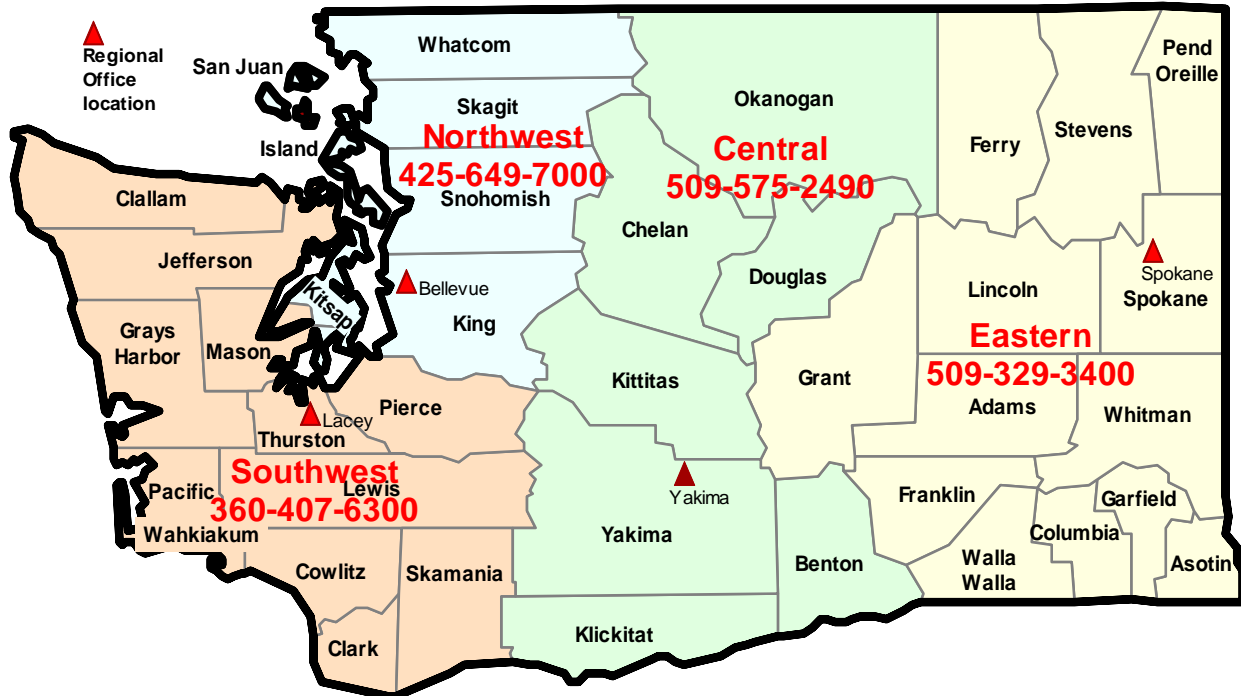 Regional
Office
location
San Juan
Island
Whatcom
Skagit
Northwest
425-649-7000
Snohomish
King
Bellevue
Kitsap
Clallam
Jefferson
Grays
Harbor
Mason
Pierce
Lacey
Thurston
Southwest
360-407-6300
Lewis
Pacific
Wahkiakum
Cowlitz
Skamania
Clark
Okanogan
Central
509-575-2490
Chelan
Douglas
Kittitas
Yakima
Yakima
Benton
Klickitat
Ferry
Stevens
Pend
Oreille
Spokane
Spokane
Lincoln
Eastern
509-329-3400
Grant
Adams
Whitman
Franklin
Garfield
Columbia
Walla
Walla
Asotin